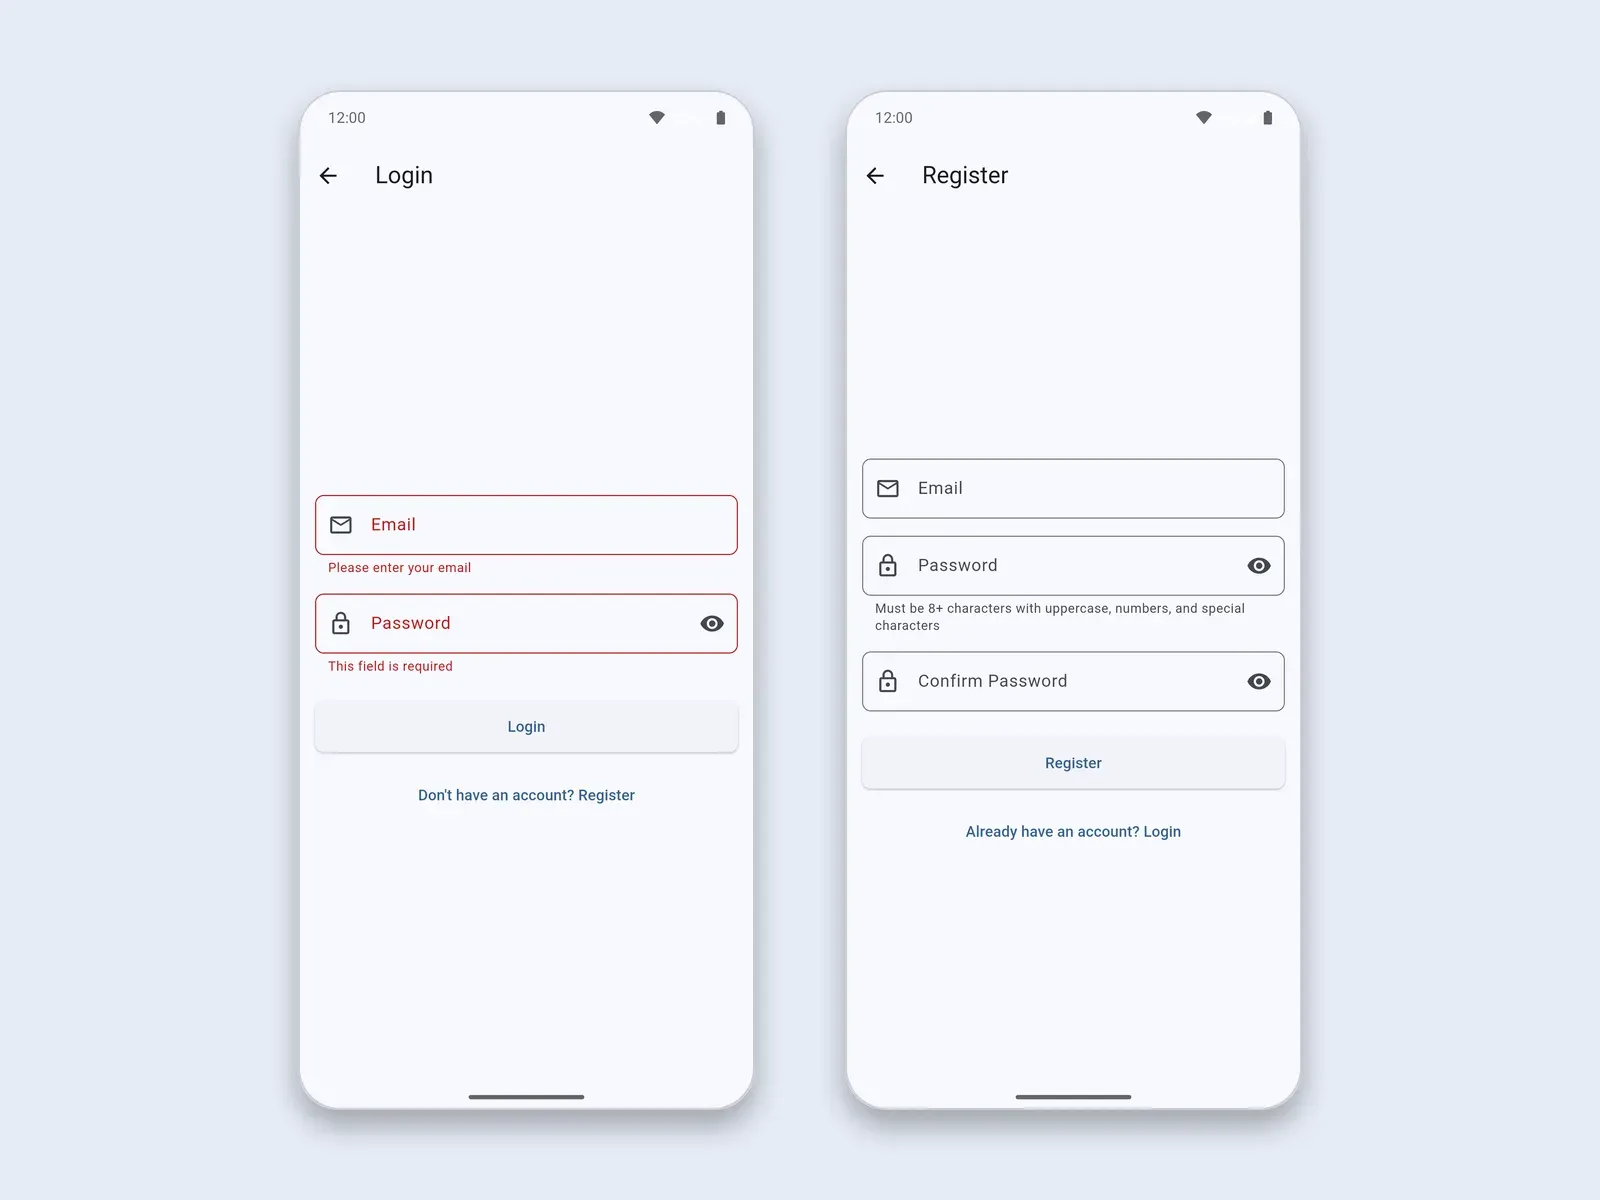 12:00
Login
Email
Please enter your email
Password
This field is required
Login
Don't have an account? Register
12:00
Register
Email
Password
Must be 8+ characters with uppercase, numbers, and special
characters
Confirm Password
Register
Already have an account? Login